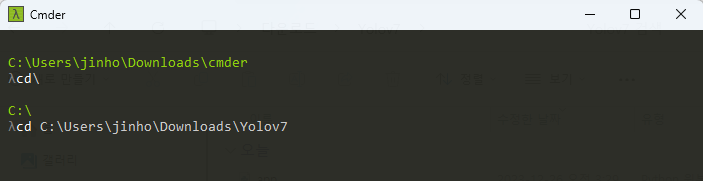 λ Cmder
C:\Users\jinho\Downloads\cmder
λcd\
C:\
λcd C:\Users\jinho\Downloads\Yolov7